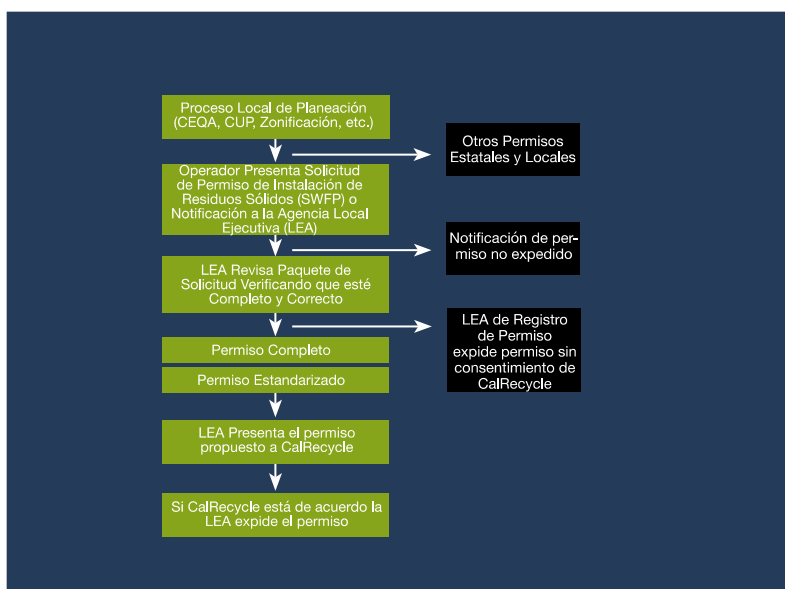 Proceso Local de Planeación
(CEQA, CUP, Zonificación, etc.)
Otros Permisos
Estatales y Locales
Operador Presenta Solicitud
de Permiso de Instalación de
Residuos Sólidos (SWFP) o
Notificación a la Agencia Local
Ejecutiva (LEA)
Notificación de per-
miso no expedido
LEA Revisa Paquete de
Solicitud Verificando que esté
Completo y Correcto
LEA de Registro
de Permiso
expide permiso sin
consentimiento de
CalRecycle
Permiso Completo
Permiso Estandarizado
LEA Presenta el permiso
propuesto a CalRecycle
Si CalRecycle está de acuerdo la
LEA expide el permiso